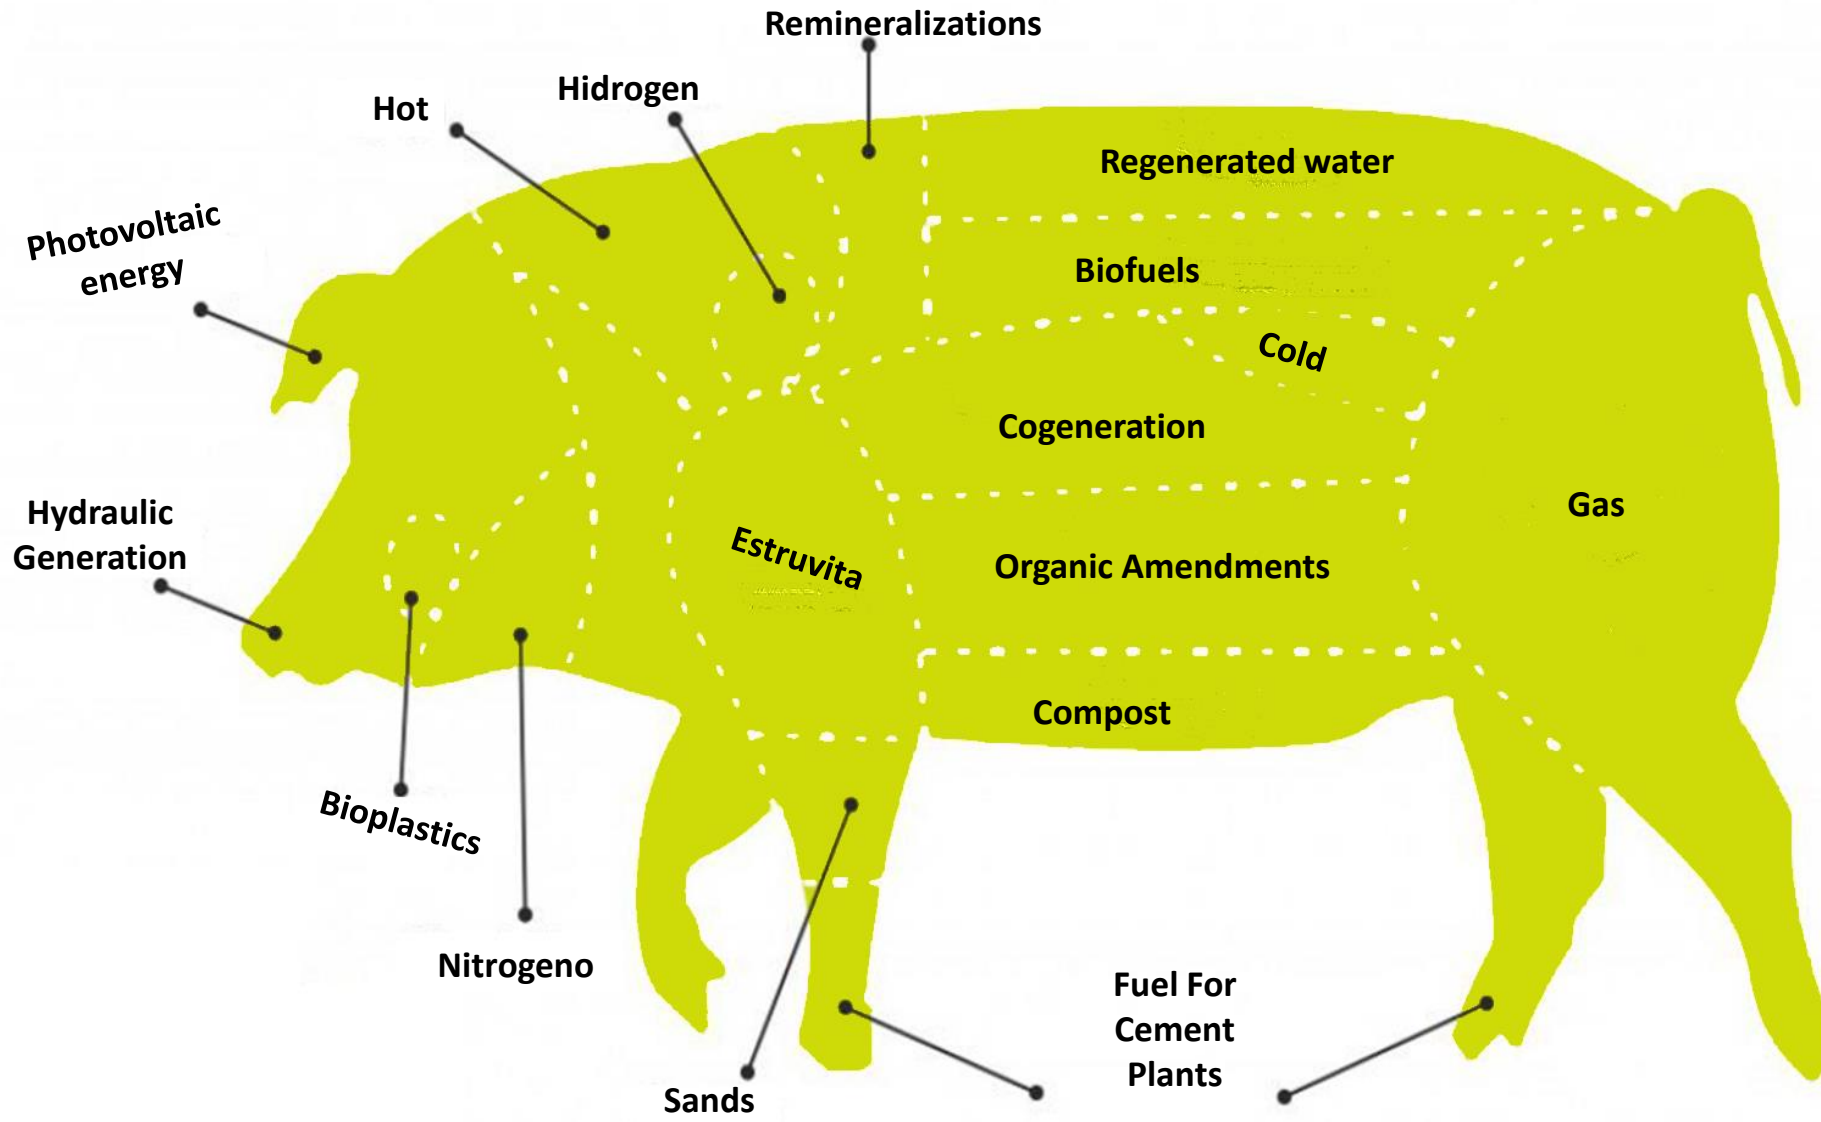 Remineralizations
Hidrogen
Hot
Regenerated water
Photovoltaic
energy
Biofuels
Cold
Cogeneration
Hydraulic
Generation
Gas
Estruvita
Organic Amendments
Compost
Bioplastics
Nitrogeno
Fuel For
Cement
Plants
Sands